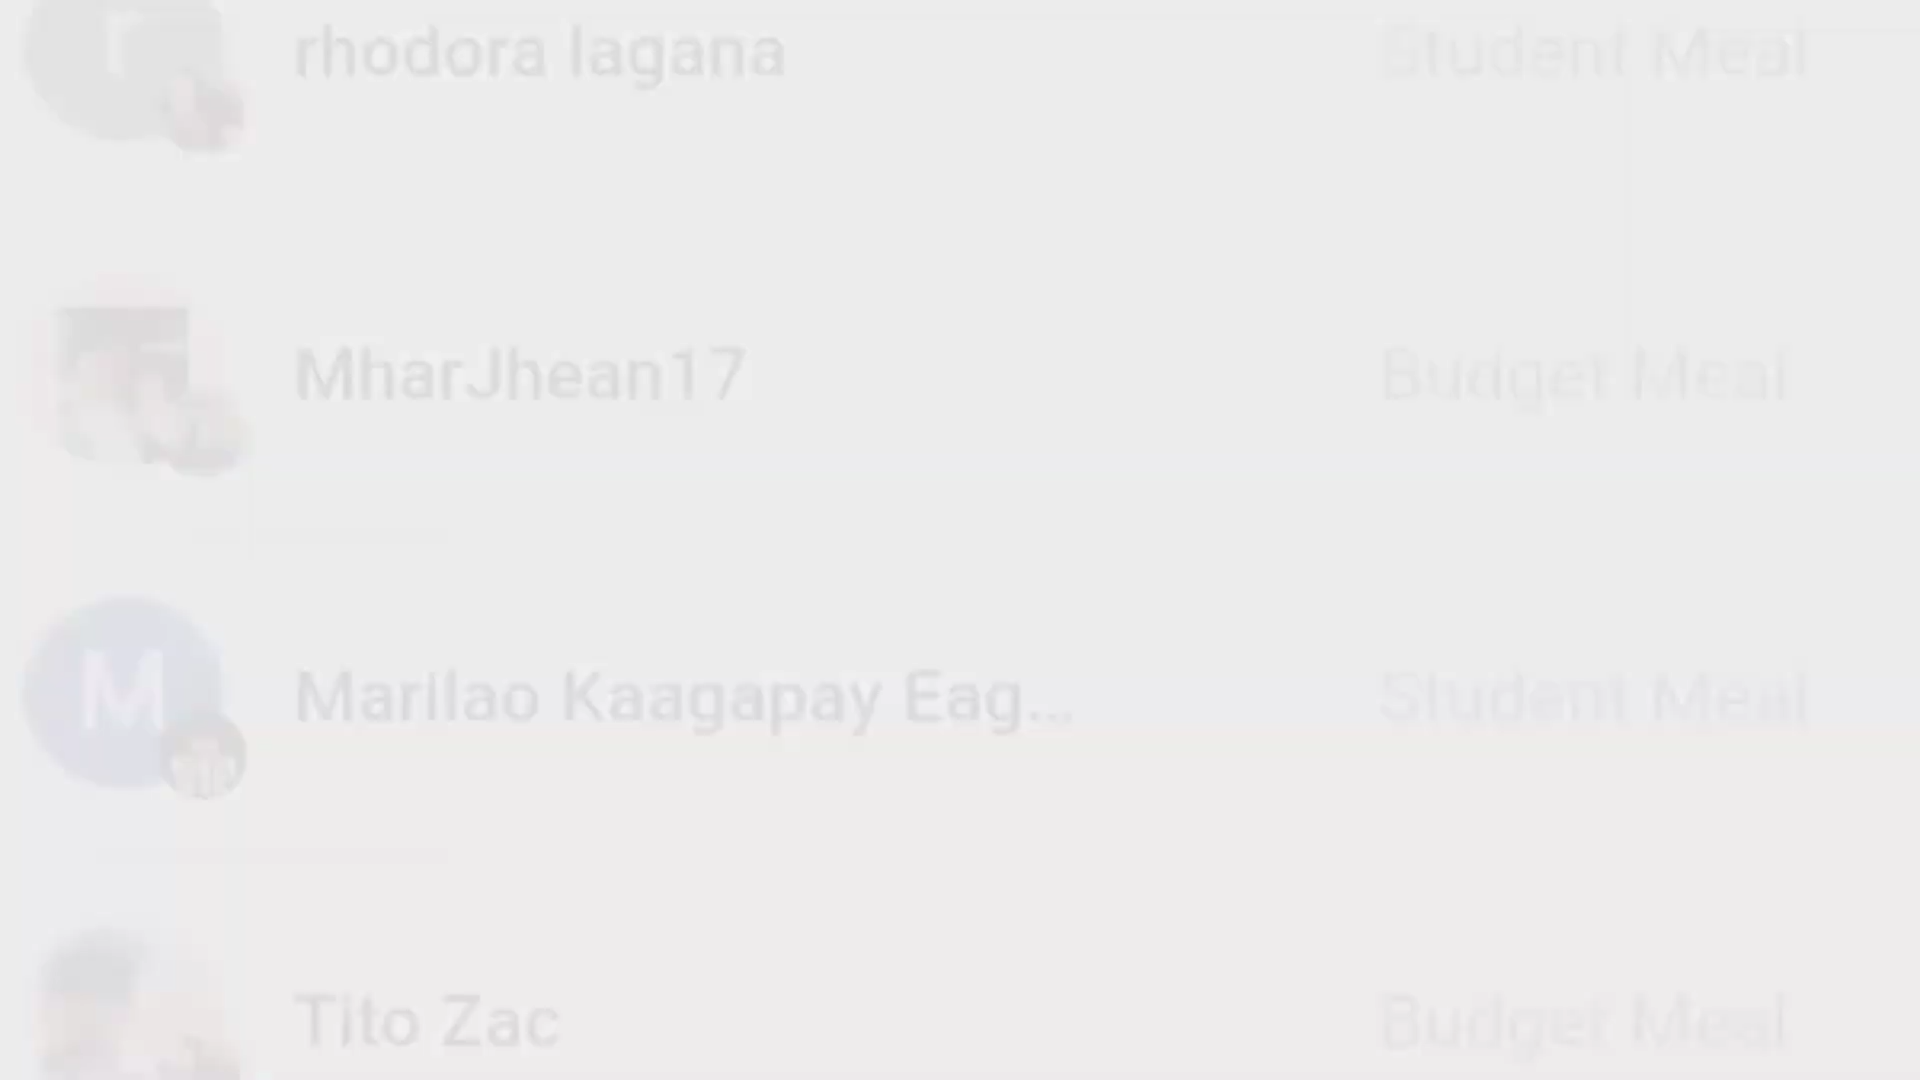 r
rhodora lagana Student Meal
MharJhean17 Budget Meal
M
Marilao Kaagapay Eag... Student Meal
Tito Zac Budget Meal